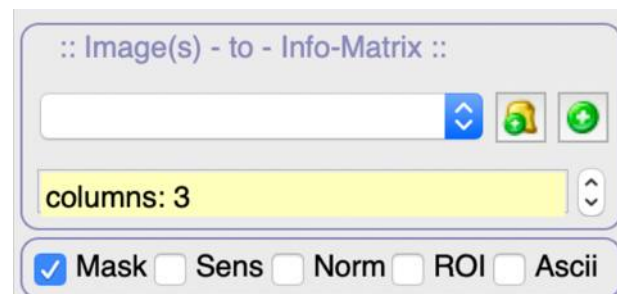 :: Image(s) - to - Info-Matrix ::
columns: 3
Mask Sens Norm ROI Ascii